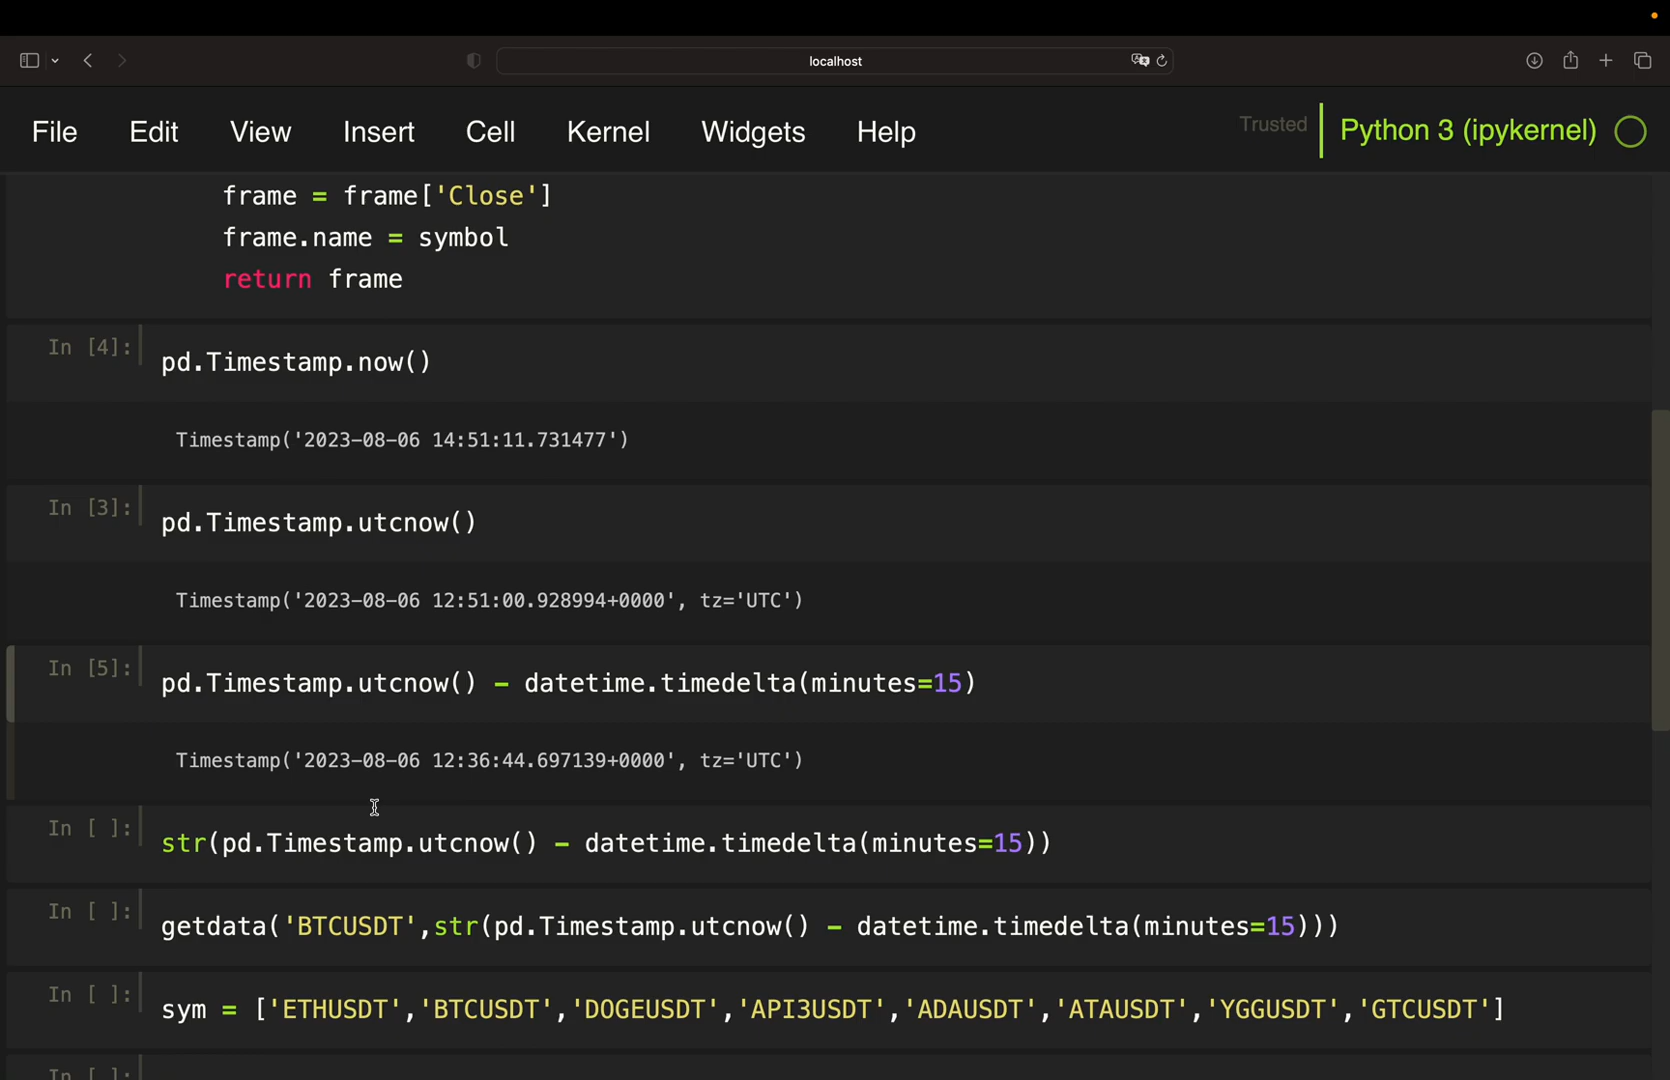 localhost
File Edit View Insert Cell Kernel Widgets Help Trusted Python 3 (ipykernel)
frame = frame['Close']
frame.name = symbol
return frame
In [4]: pd.Timestamp.now()
Timestamp('2023-08-06 14:51:11.731477')
In [3]: pd.Timestamp.utcnow()
Timestamp('2023-08-06 12:51:00.928994+0000', tz='UTC')
In [5]: pd.Timestamp.utcnow() - datetime.timedelta(minutes=15)
Timestamp('2023-08-06 12:36:44.697139+0000', tz='UTC')
In [ ]: str(pd.Timestamp.utcnow() - datetime.timedelta(minutes=15))
In [ ]: getdata('BTCUSDT',str(pd.Timestamp.utcnow() - datetime.timedelta(minutes=15)))
In [ ]: sym = ['ETHUSDT','BTCUSDT','DOGEUSDT','API3USDT','ADAUSDT','ATAUSDT','YGGUSDT','GTCUSDT']
In [ ]: